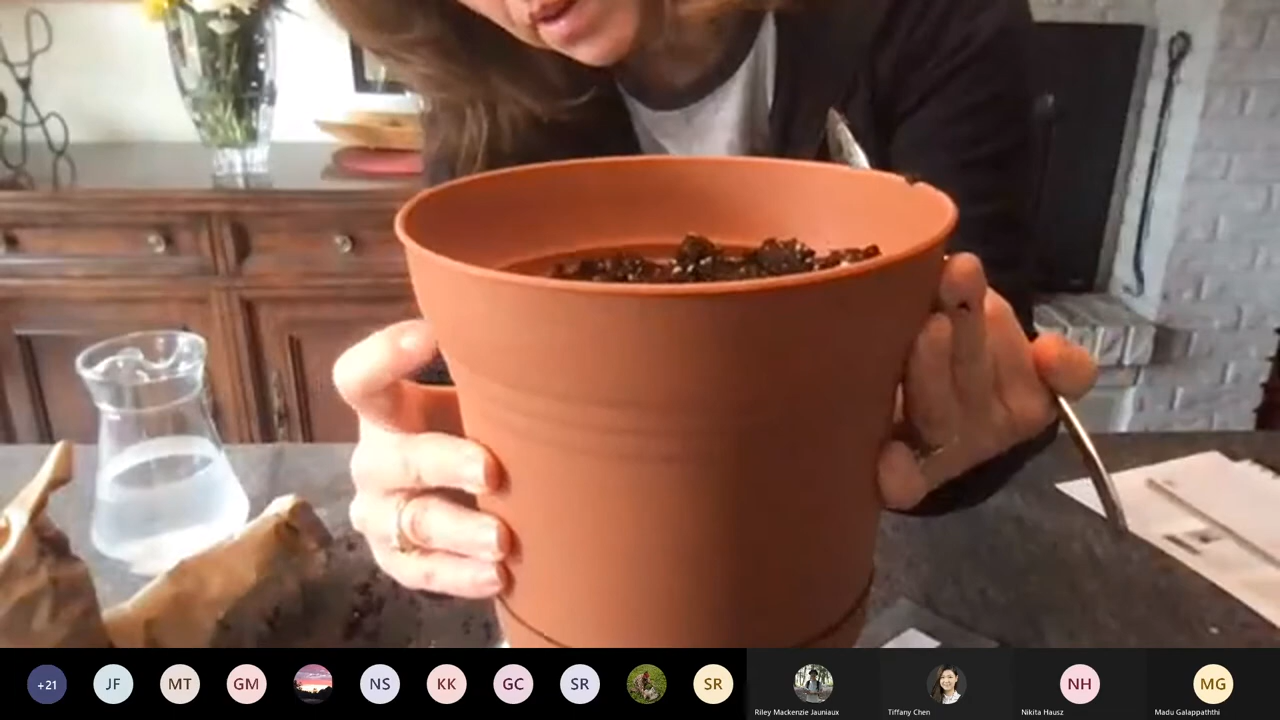 +21
JF
MT
GM
NS
KK
GC
SR
SR
Riley Mackenzie Jauniaux
Tiffany Chen
NH
Nikita Hausz
MG
Madu Galappaththi